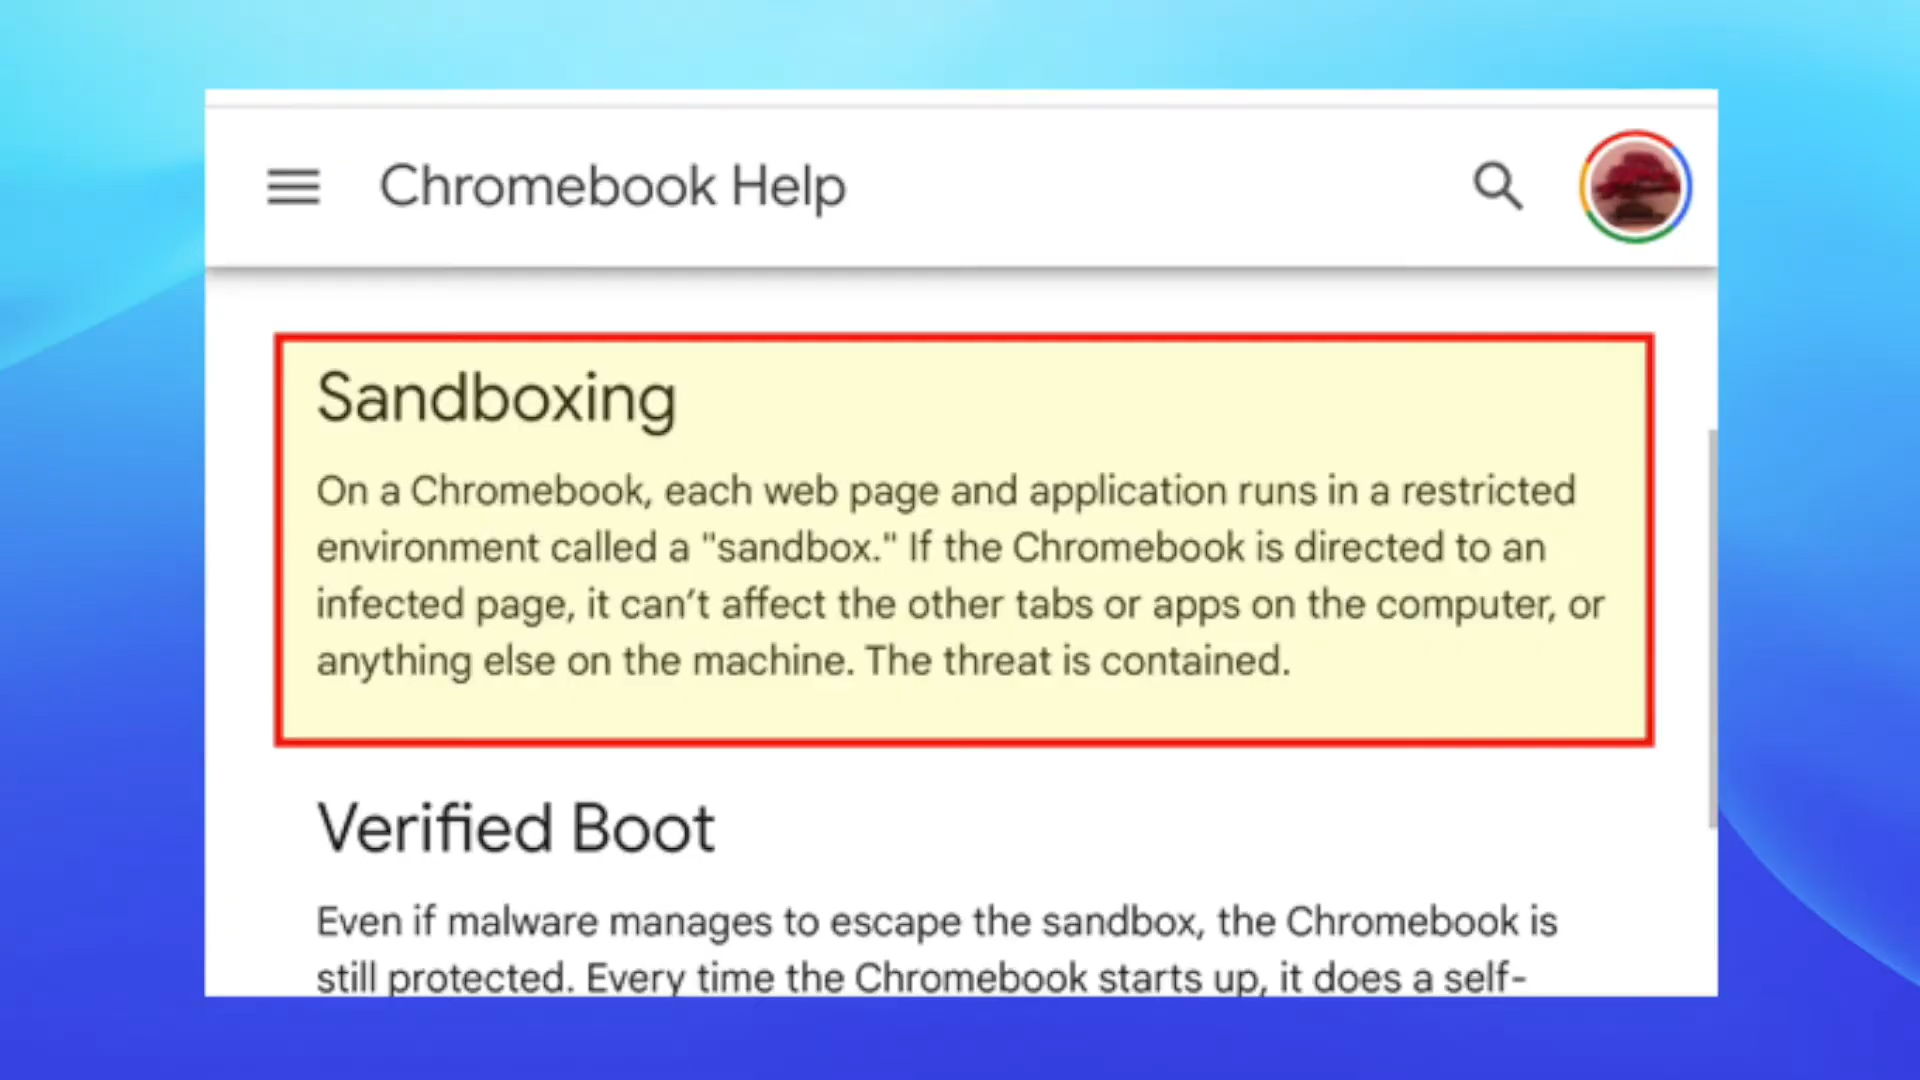 Chromebook Help
Sandboxing
On a Chromebook, each web page and application runs in a restricted
environment called a "sandbox." If the Chromebook is directed to an
infected page, it can’t affect the other tabs or apps on the computer, or
anything else on the machine. The threat is contained.
Verified Boot
Even if malware manages to escape the sandbox, the Chromebook is
still protected. Every time the Chromebook starts up, it does a self-